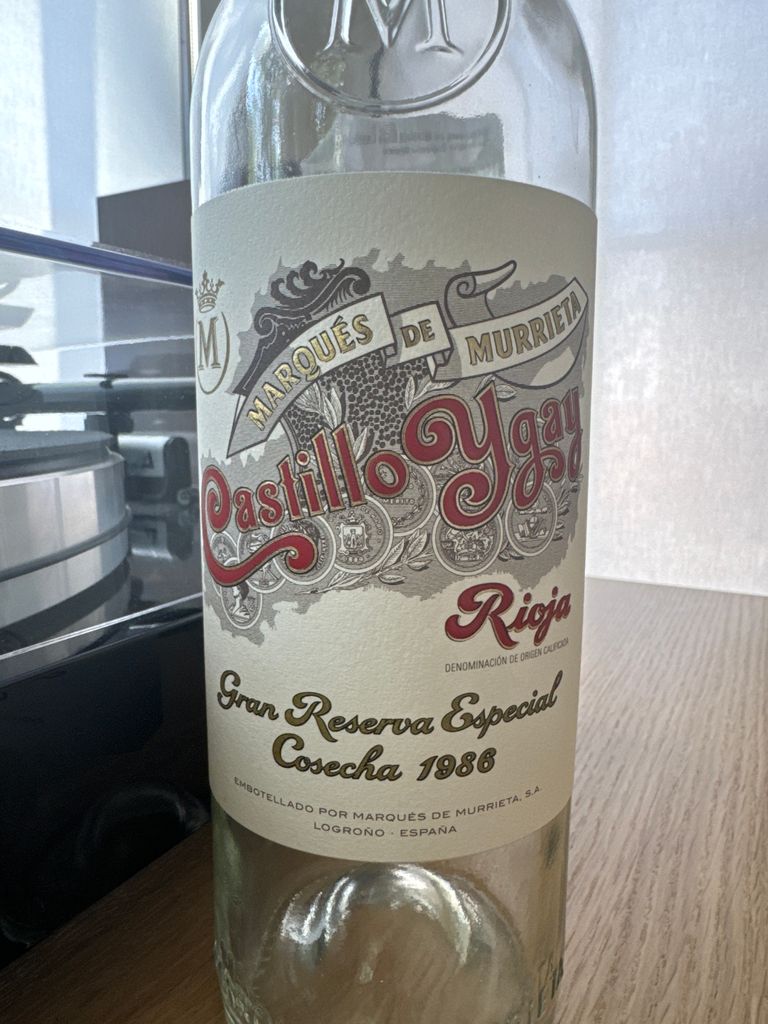 M
M
MARQUÉS DE MURRIETA
Castillo Ygay
Rioja
DENOMINACIÓN DE ORIGEN CALIFICADA
Gran Reserva Especial
Cosecha 1986
EMBOTELLADO POR MARQUÉS DE MURRIETA, S.A.
LOGROÑO - ESPAÑA